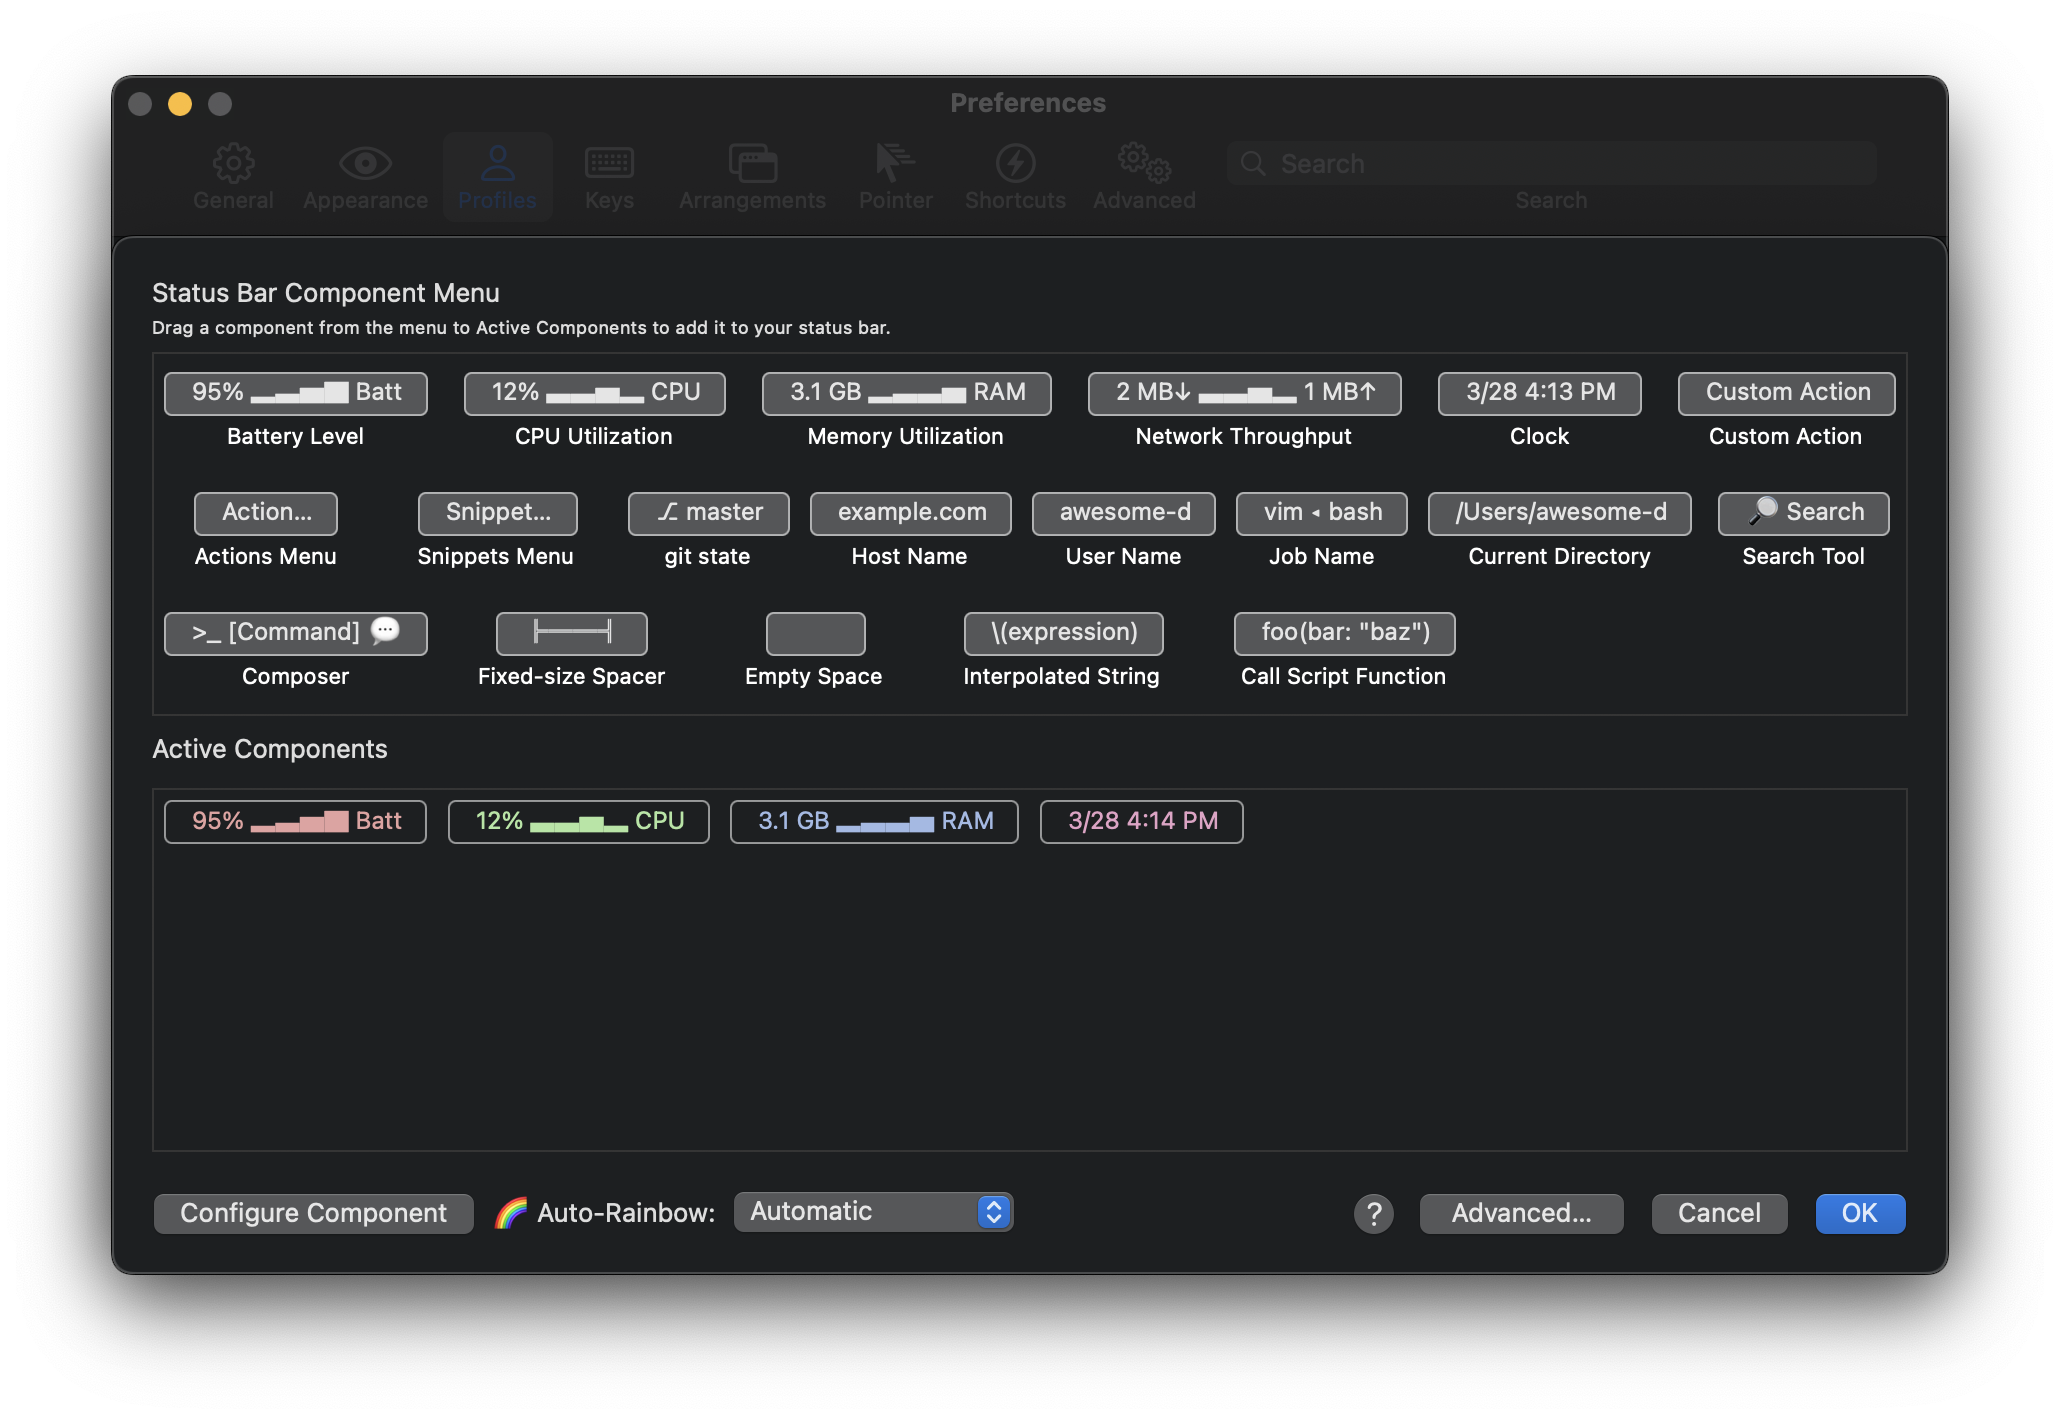 Preferences
General Appearance Profiles Keys Arrangements Pointer Shortcuts Advanced Search
Search
Status Bar Component Menu
Drag a component from the menu to Active Components to add it to your status bar.
95% Batt 12% CPU 3.1 GB RAM 2 MB↓ 1 MB↑ 3/28 4:13 PM Custom Action
Battery Level CPU Utilization Memory Utilization Network Throughput Clock Custom Action
Action... Snippet... master example.com awesome-d vim ◂ bash /Users/awesome-d 🔎 Search
Actions Menu Snippets Menu git state Host Name User Name Job Name Current Directory Search Tool
>_ [Command] 💬 \(expression) foo(bar: "baz")
Composer Fixed-size Spacer Empty Space Interpolated String Call Script Function
Active Components
95% Batt 12% CPU 3.1 GB RAM 3/28 4:14 PM
Configure Component 🌈 Auto-Rainbow: Automatic ? Advanced... Cancel OK